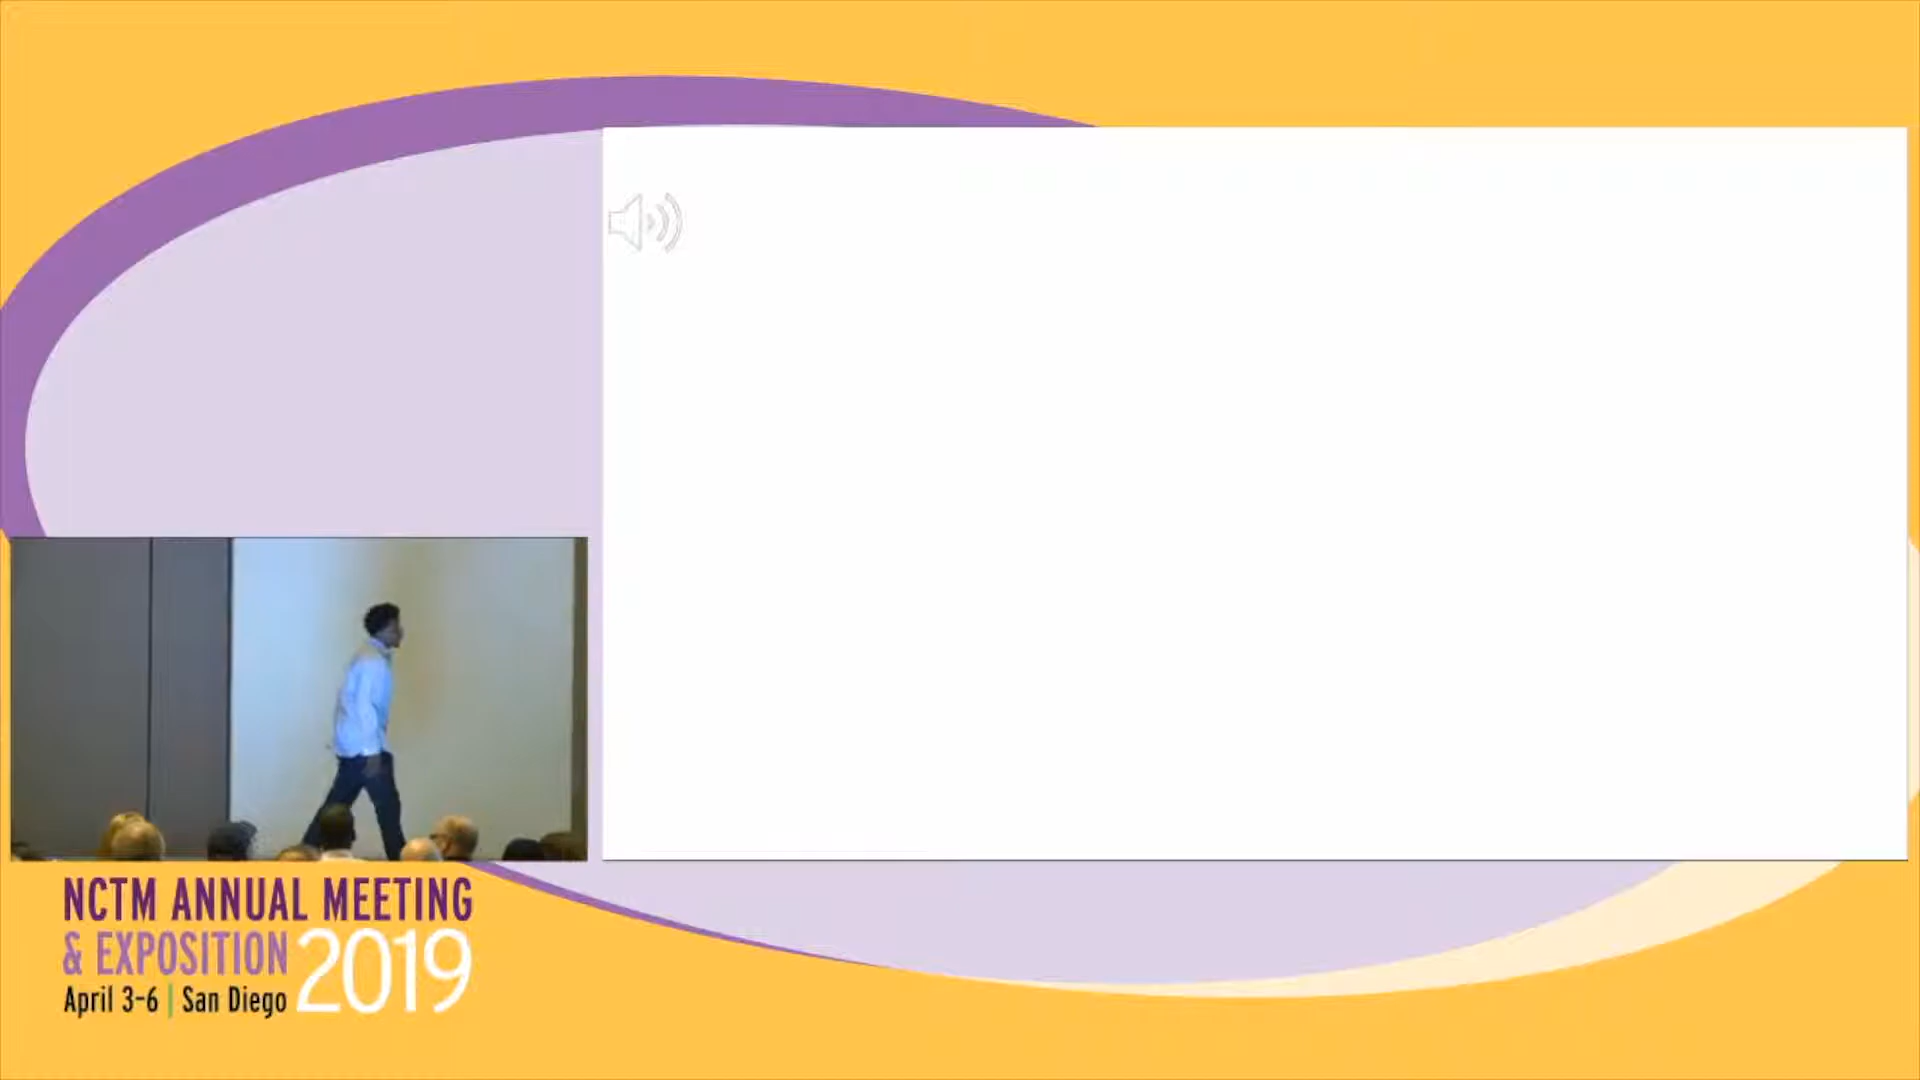 NCTM ANNUAL MEETING
& EXPOSITION 2019
April 3-6 | San Diego